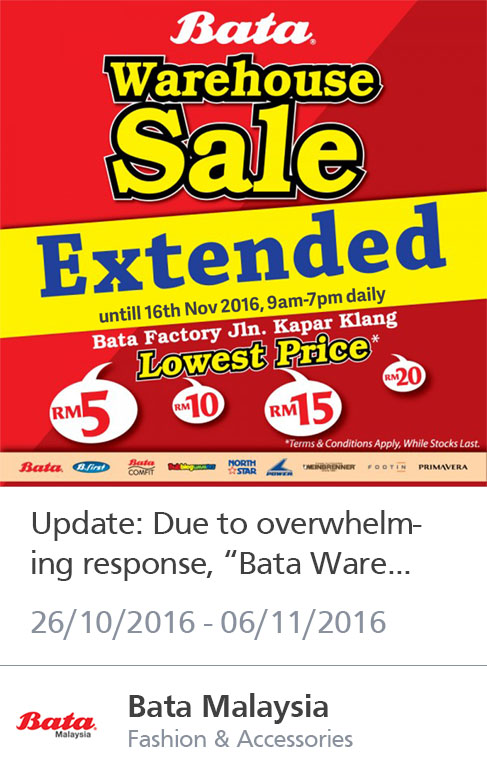 Bata
Warehouse
Sale
Extended
untill 16th Nov 2016, 9am-7pm daily
Bata Factory Jln. Kapar Klang
Lowest Price*
RM5 RM10 RM15 RM20
*Terms & Conditions Apply, While Stocks Last.
Bata B.first Bata COMFIT NORTH STAR POWER WEINBRENNER FOOTIN PRIMAVERA
Update: Due to overwhelm-
ing response, “Bata Ware...
26/10/2016 - 06/11/2016
Bata Malaysia
Bata Malaysia
Fashion & Accessories